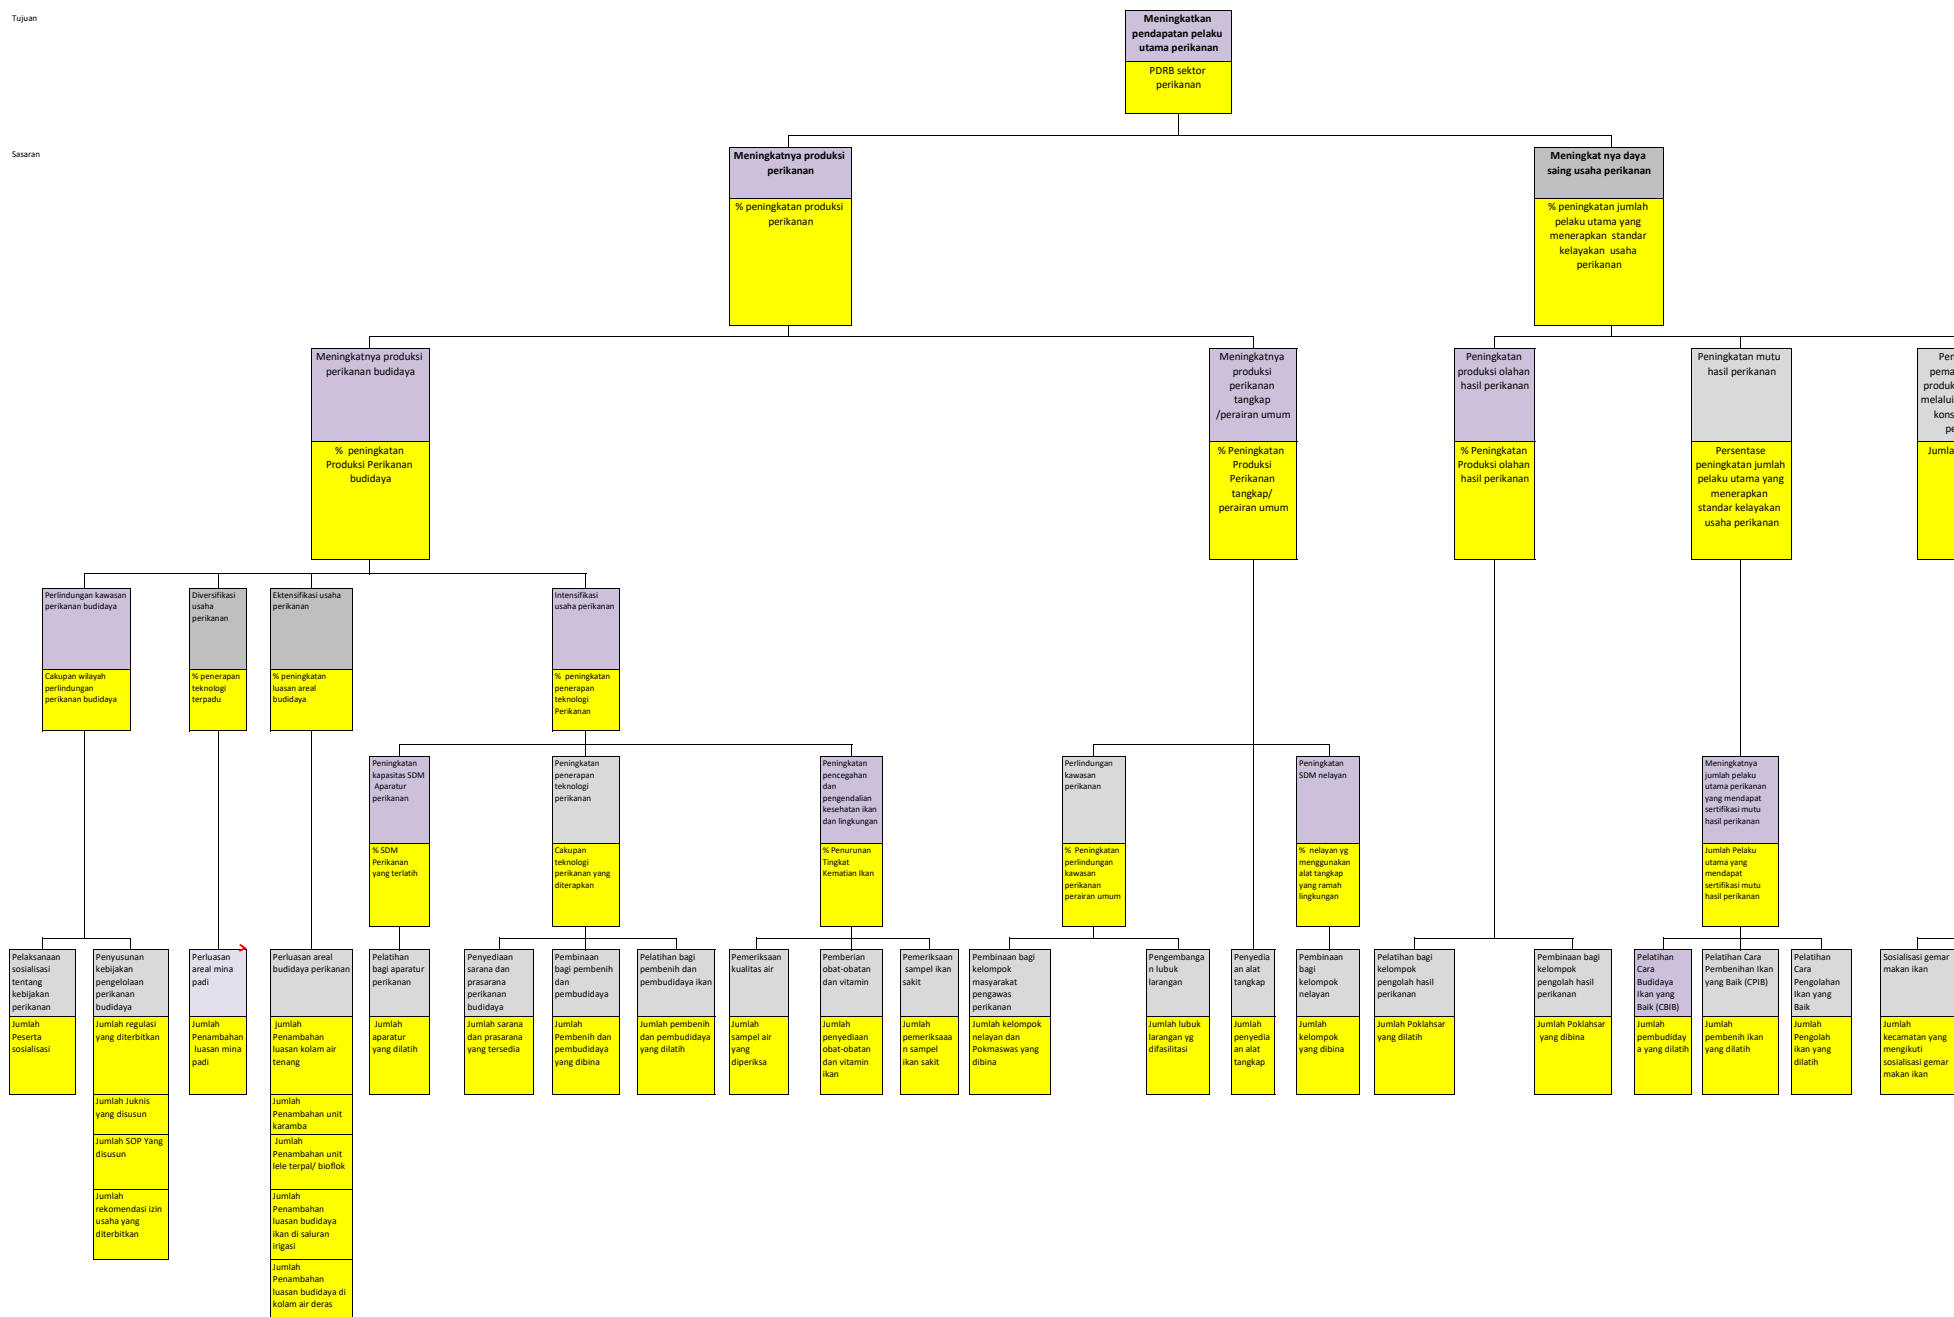 Tujuan
Meningkatkan
pendapatan pelaku
utama perikanan
PDRB sektor
perikanan
Sasaran
Meningkatnya produksi
perikanan
% peningkatan produksi
perikanan
Meningkat nya daya
saing usaha perikanan
% peningkatan jumlah
pelaku utama yang
menerapkan standar
kelayakan usaha
perikanan
Meningkatnya produksi
perikanan budidaya
% peningkatan
Produksi Perikanan
budidaya
Meningkatnya
produksi
perikanan
tangkap
/perairan umum
% Peningkatan
Produksi
Perikanan
tangkap/
perairan umum
Peningkatan
produksi olahan
hasil perikanan
% Peningkatan
Produksi olahan
hasil perikanan
Peningkatan mutu
hasil perikanan
Persentase
peningkatan jumlah
pelaku utama yang
menerapkan
standar kelayakan
usaha perikanan
Pen
pema
produk
melalui
kons
pe
Jumla
Perlindungan kawasan
perikanan budidaya
Cakupan wilayah
perlindungan
perikanan budidaya
Diversifikasi
usaha
perikanan
% penerapan
teknologi
terpadu
Ektensifikasi usaha
perikanan
% peningkatan
luasan areal
budidaya
Intensifikasi
usaha perikanan
% peningkatan
penerapan
teknologi
Perikanan
Peningkatan
kapasitas SDM
Aparatur
perikanan
% SDM
Perikanan
yang terlatih
Peningkatan
penerapan
teknologi
perikanan
Cakupan
teknologi
perikanan yang
diterapkan
Peningkatan
pencegahan
dan
pengendalian
kesehatan ikan
dan lingkungan
% Penurunan
Tingkat
Kematian Ikan
Perlindungan
kawasan
perikanan
% Peningkatan
perlindungan
kawasan
perikanan
perairan umum
Peningkatan
SDM nelayan
% nelayan yg
menggunakan
alat tangkap
yang ramah
lingkungan
Meningkatnya
jumlah pelaku
utama perikanan
yang mendapat
sertifikasi mutu
hasil perikanan
Jumlah Pelaku
utama yang
mendapat
sertifikasi mutu
hasil perikanan
Pelaksanaan
sosialisasi
tentang
kebijakan
perikanan
Jumlah
Peserta
sosialisasi
Penyusunan
kebijakan
pengelolaan
perikanan
budidaya
Jumlah regulasi
yang diterbitkan
Jumlah Juknis
yang disusun
Jumlah SOP Yang
disusun
Jumlah
rekomendasi izin
usaha yang
diterbitkan
Perluasan
areal mina
padi
Jumlah
Penambahan
luasan mina
padi
Perluasan areal
budidaya perikanan
jumlah
Penambahan
luasan kolam air
tenang
Jumlah
Penambahan unit
karamba
Jumlah
Penambahan unit
lele terpal/ bioflok
Jumlah
Penambahan
luasan budidaya
ikan di saluran
irigasi
Jumlah
Penambahan
luasan budidaya di
kolam air deras
Pelatihan
bagi aparatur
perikanan
Jumlah
aparatur
yang dilatih
Penyediaan
sarana dan
prasarana
perikanan
budidaya
Jumlah sarana
dan prasarana
yang tersedia
Pembinaan
bagi pembenih
dan
pembudidaya
Jumlah
Pembenih dan
pembudidaya
yang dibina
Pelatihan bagi
pembenih dan
pembudidaya ikan
Jumlah pembenih
dan pembudidaya
yang dilatih
Pemeriksaan
kualitas air
Jumlah
sampel air
yang
diperiksa
Pemberian
obat-obatan
dan vitamin
Jumlah
penyediaan
obat-obatan
dan vitamin
ikan
Pemeriksaan
sampel ikan
sakit
Jumlah
pemeriksaaa
n sampel
ikan sakit
Pembinaan bagi
kelompok
masyarakat
pengawas
perikanan
Jumlah kelompok
nelayan dan
Pokmaswas yang
dibina
Pengembanga
n lubuk
larangan
Jumlah lubuk
larangan yg
difasilitasi
Penyedia
an alat
tangkap
Jumlah
penyedia
an alat
tangkap
Pembinaan
bagi
kelompok
nelayan
Jumlah
kelompok
yang dibina
Pelatihan bagi
kelompok
pengolah hasil
perikanan
Jumlah Poklahsar
yang dilatih
Pembinaan bagi
kelompok
pengolah hasil
perikanan
Jumlah Poklahsar
yang dibina
Pelatihan
Cara
Budidaya
Ikan yang
Baik (CBIB)
Jumlah
pembudiday
a yang dilatih
Pelatihan Cara
Pembenihan Ikan
yang Baik (CPIB)
Jumlah
pembenih ikan
yang dilatih
Pelatihan
Cara
Pengolahan
Ikan yang
Baik
Jumlah
Pengolah
ikan yang
dilatih
Sosialisasi gemar
makan ikan
Jumlah
kecamatan yang
mengikuti
sosialisasi gemar
makan ikan